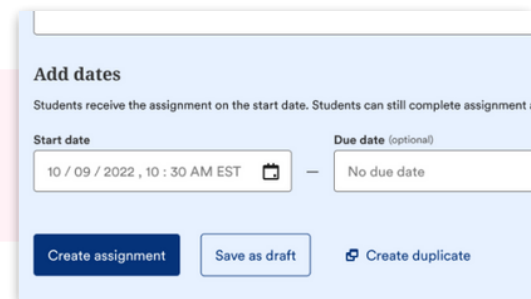 Add dates
Students receive the assignment on the start date. Students can still complete assignment
Start date Due date (optional)
10 / 09 / 2022 , 10 : 30 AM EST – No due date
Create assignment Save as draft Create duplicate